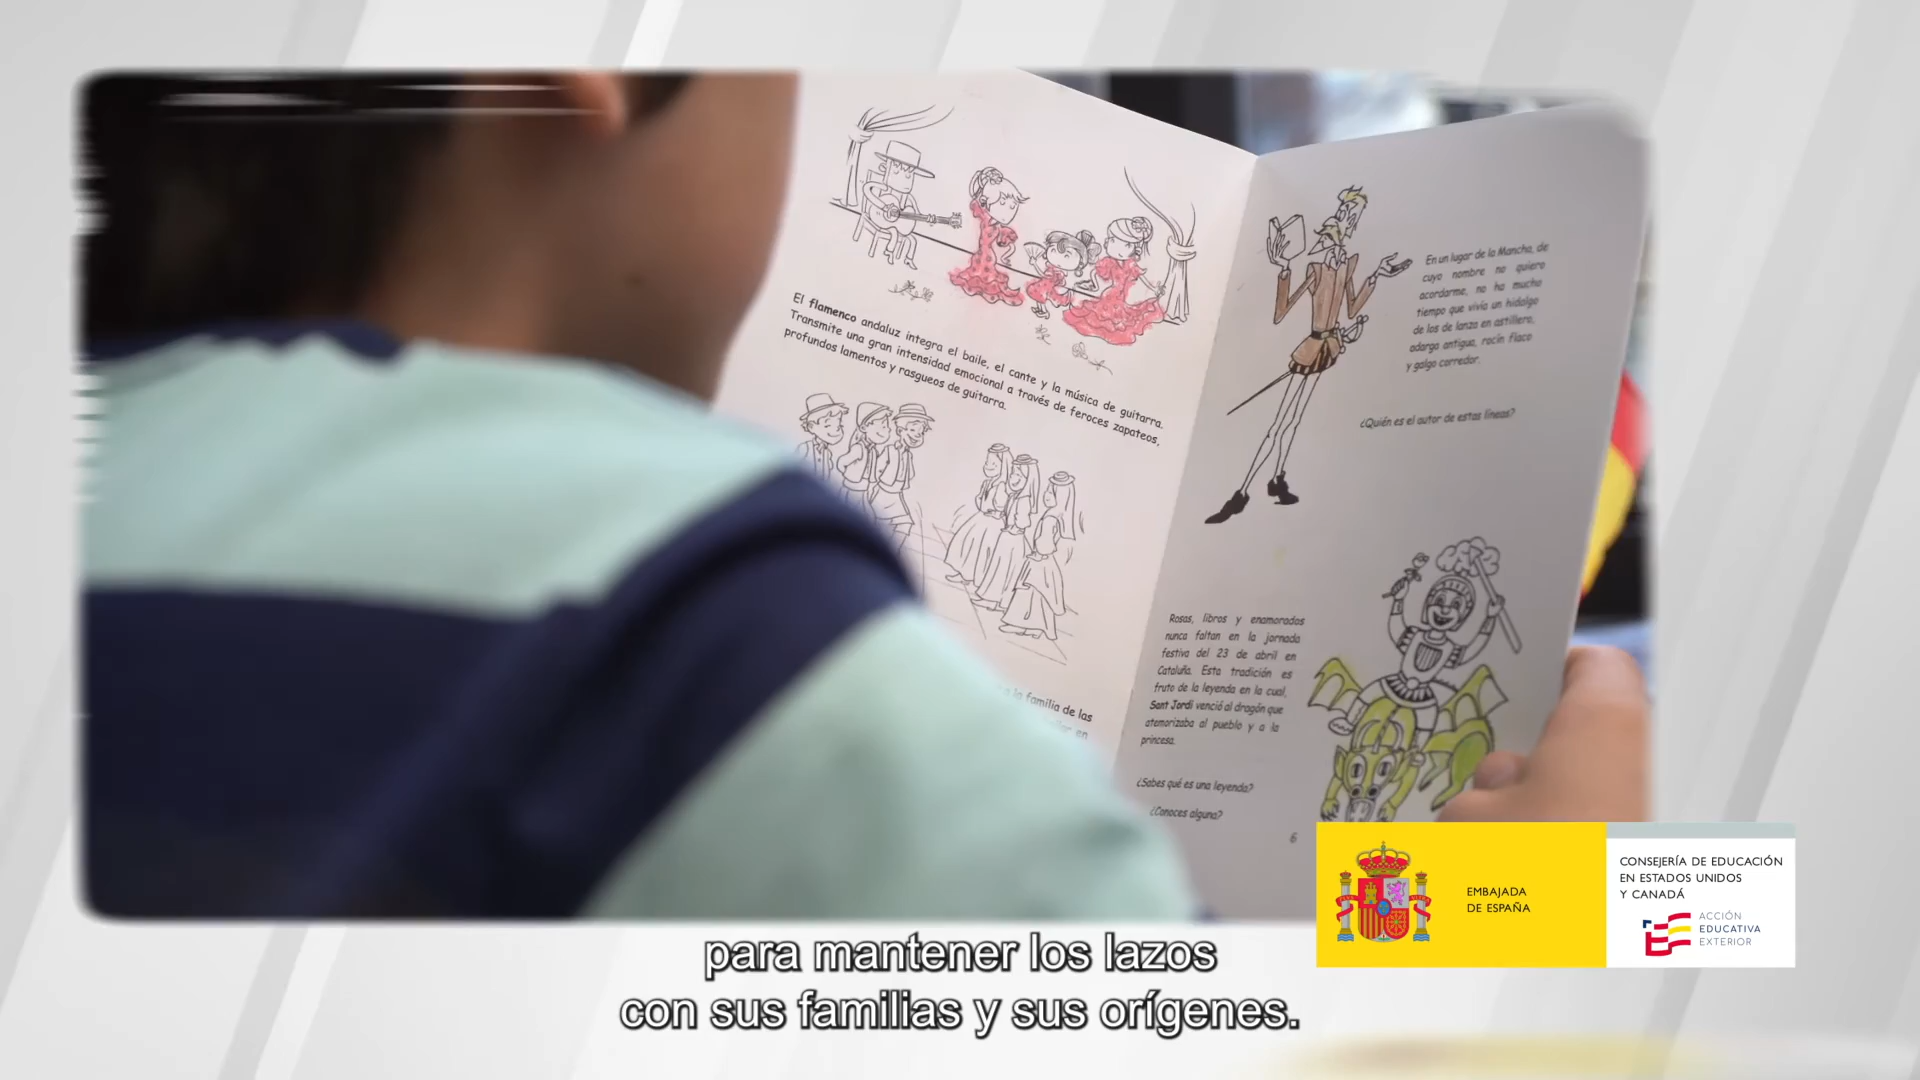 El flamenco andaluz integra el baile, el cante y la música de guitarra.
Transmite una gran intensidad emocional a través de feroces zapateos,
profundos lamentos y rasgueos de guitarra.
a la familia de las
en
En un lugar de la Mancha, de
cuyo nombre no quiero
acordarme, no ha mucho
tiempo que vivía un hidalgo
de los de lanza en astillero,
adarga antigua, rocín flaco
y galgo corredor.
¿Quién es el autor de estas líneas?
Rosas, libros y enamorados
nunca faltan en la jornada
festiva del 23 de abril en
Cataluña. Esta tradición es
fruto de la leyenda en la cual,
Sant Jordi venció al dragón que
atemorizaba al pueblo y a la
princesa.
¿Sabes qué es una leyenda?
¿Conoces alguna?
6
EMBAJADA
DE ESPAÑA
CONSEJERÍA DE EDUCACIÓN
EN ESTADOS UNIDOS
Y CANADÁ
ACCIÓN
EDUCATIVA
EXTERIOR
para mantener los lazos
con sus familias y sus orígenes.